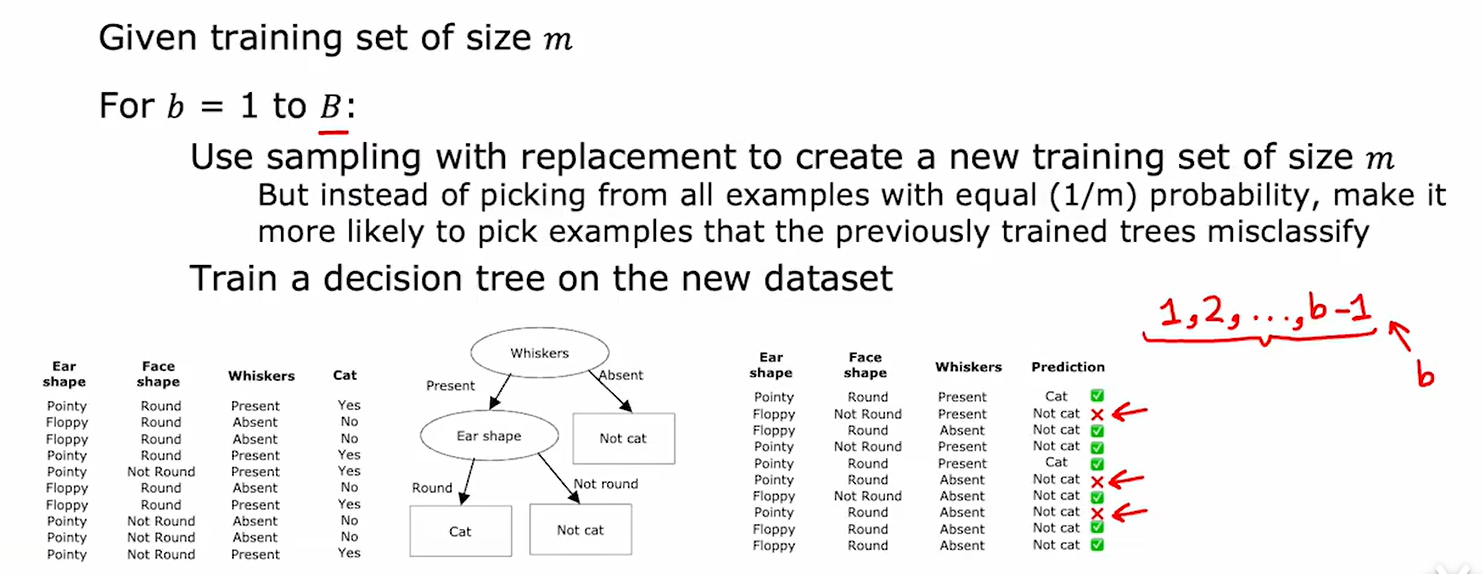 Given training set of size m
For b = 1 to B:
Use sampling with replacement to create a new training set of size m
But instead of picking from all examples with equal (1/m) probability, make it
more likely to pick examples that the previously trained trees misclassify
Train a decision tree on the new dataset
1,2,...,b-1
b
Ear shape Face shape Whiskers Cat
Pointy Round Present Yes
Floppy Round Absent No
Floppy Round Absent No
Pointy Round Present Yes
Pointy Not Round Present Yes
Floppy Round Absent No
Floppy Round Present Yes
Pointy Not Round Absent No
Pointy Not Round Absent No
Pointy Not Round Present Yes
Whiskers
Present Absent
Ear shape
Not cat
Round Not round
Cat
Not cat
Ear shape Face shape Whiskers Prediction
Pointy Round Present Cat ✅
Floppy Not Round Present Not cat ❌
Floppy Round Absent Not cat ✅
Pointy Not Round Present Not cat ✅
Pointy Round Present Cat ✅
Pointy Round Absent Not cat ❌
Floppy Not Round Absent Not cat ✅
Pointy Round Absent Not cat ❌
Floppy Round Absent Not cat ✅
Floppy Round Absent Not cat ✅